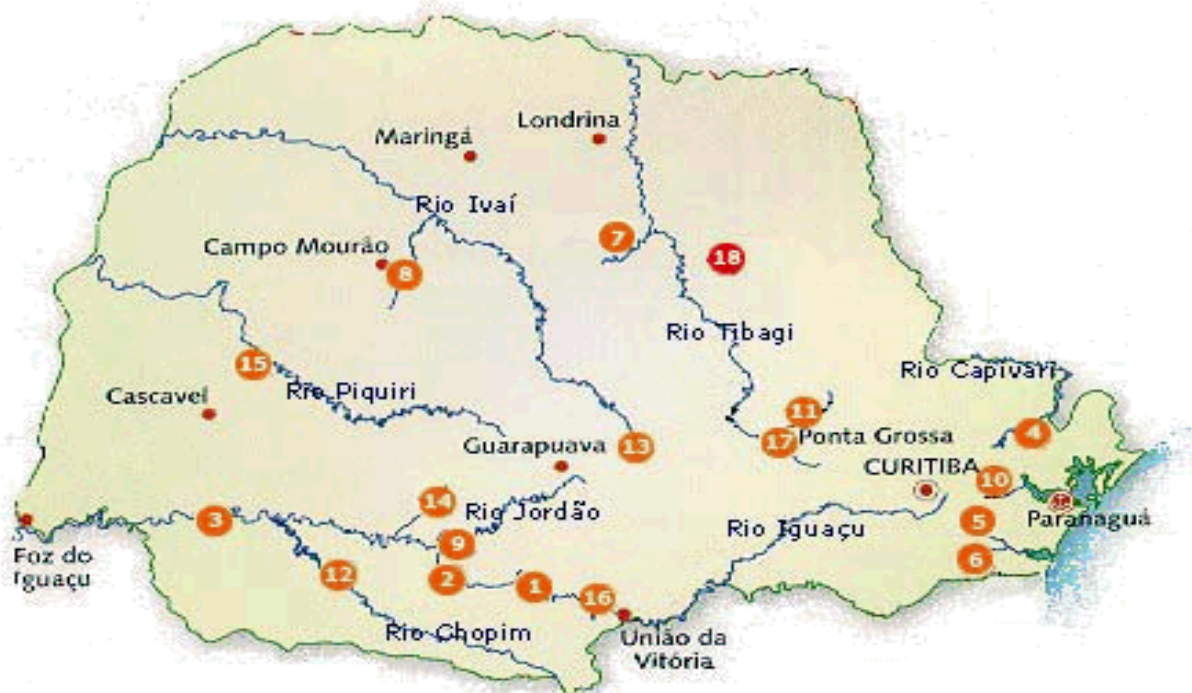 Londrina
Maringá
Rio Ivaí
7
Campo Mourão
8
18
Rio Tibagi
15
Rio Capivari
Rio Piquiri
Cascavel
11
4
13
17
Ponta Grossa
Guarapuava
CURITIBA
10
14
Rio Jordão
3
Rio Iguaçu
5
Paranaguá
9
Foz do
Iguaçu
6
12
2
1
16
Rio Chopim
União da
Vitória